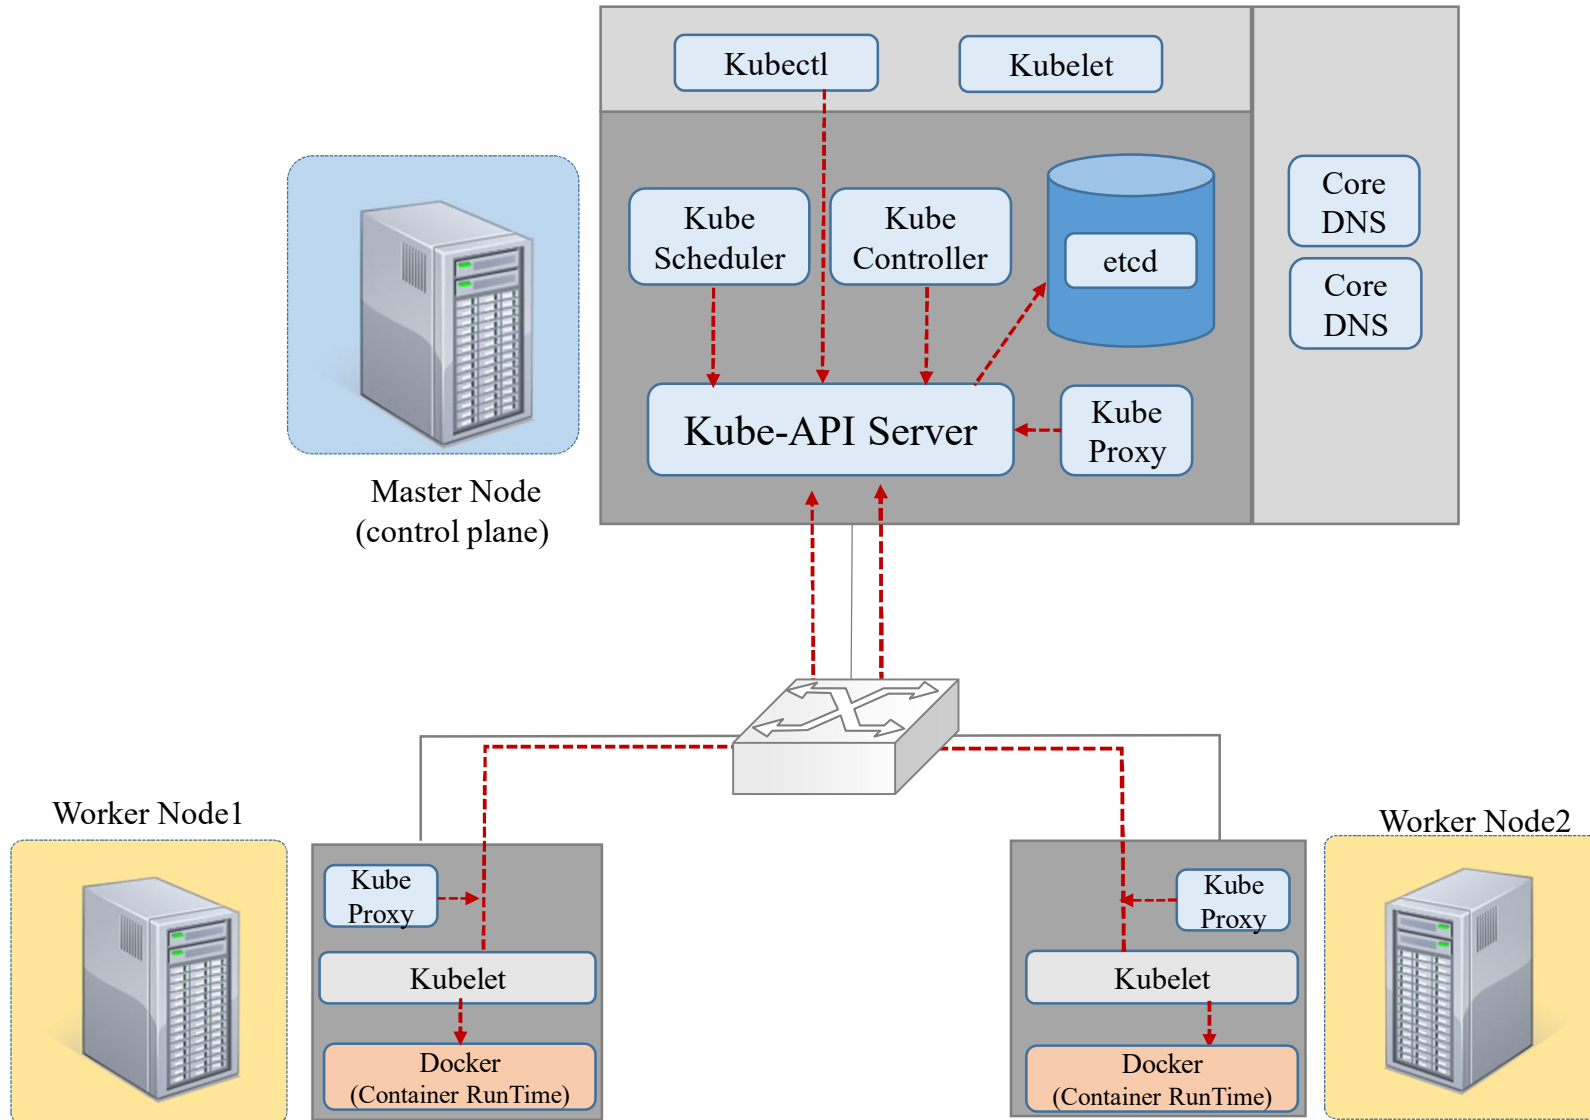 Kubectl
Kubelet
Kube
Scheduler
Kube
Controller
etcd
Core
DNS
Core
DNS
Kube-API Server
Kube
Proxy
Master Node
(control plane)
Worker Node1
Kube
Proxy
Kubelet
Docker
(Container RunTime)
Worker Node2
Kube
Proxy
Kubelet
Docker
(Container RunTime)